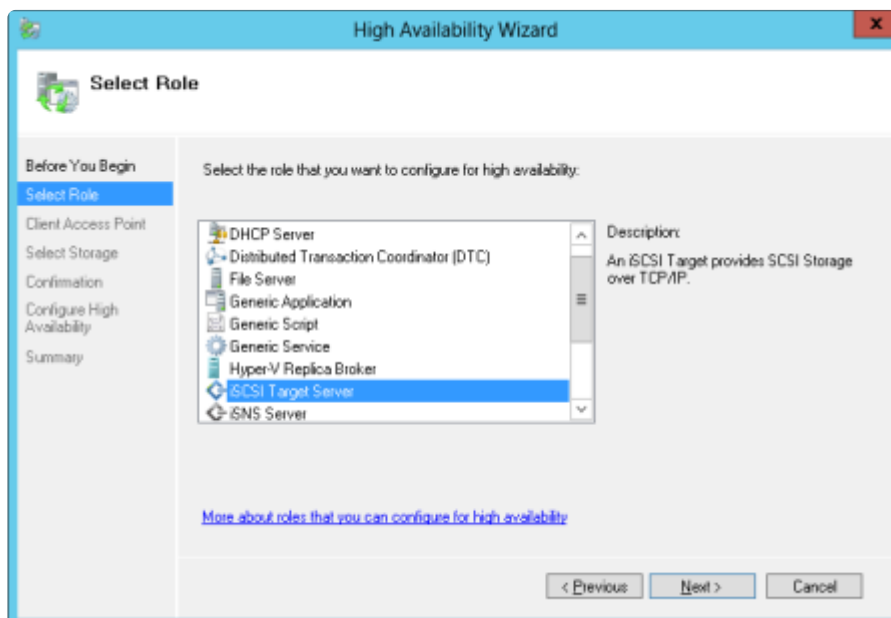 High Availability Wizard
x
Select Role
Before You Begin
Select Role
Client Access Point
Select Storage
Confirmation
Configure High
Availability
Summary
Select the role that you want to configure for high availability:
DHCP Server
Distributed Transaction Coordinator (DTC)
File Server
Generic Application
Generic Script
Generic Service
Hyper-V Replica Broker
iSCSI Target Server
iSNS Server
Description:
An iSCSI Target provides SCSI Storage
over TCP/IP.
More about roles that you can configure for high availability
< Previous
Next >
Cancel